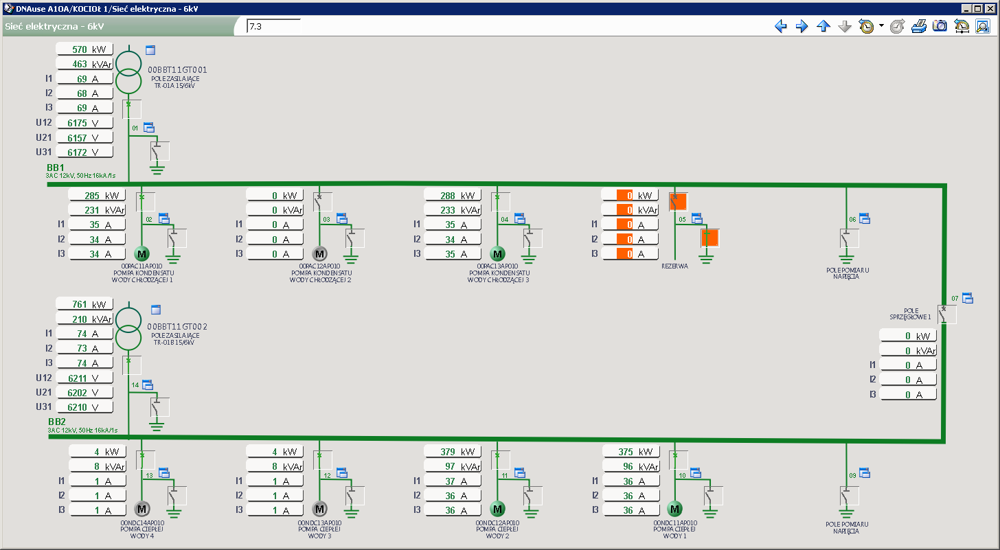 DNAuse A10A/KOCIOŁ 1/Sieć elektryczna - 6kV
Sieć elektryczna - 6kV
7.3
570 kW
463 kVAr
I1 69 A
I2 68 A
I3 69 A
U12 6175 V
U21 6157 V
U31 6172 V
00BBT11GT001
POLE ZASILAJĄCE
TR-01A 15/6kV
01
BB1
3AC 12kV, 50Hz 16kA/1s
285 kW
231 kVAr
I1 35 A
I2 34 A
I3 34 A
02
M
00PAC11AP010
POMPA KONDENSATU
WODY CHŁODZĄCEJ 1
0 kW
0 kVAr
I1 0 A
I2 0 A
I3 0 A
03
M
00PAC12AP010
POMPA KONDENSATU
WODY CHŁODZĄCEJ 2
288 kW
233 kVAr
I1 35 A
I2 34 A
I3 35 A
04
M
00PAC13AP010
POMPA KONDENSATU
WODY CHŁODZĄCEJ 3
0 kW
0 kVAr
I1 0 A
I2 0 A
I3 0 A
05
REZERWA
06
POLE POMIARU
NAPIĘCIA
07
POLE
SPRZĘGŁOWE 1
0 kW
0 kVAr
I1 0 A
I2 0 A
I3 0 A
761 kW
210 kVAr
I1 74 A
I2 73 A
I3 74 A
U12 6211 V
U21 6202 V
U31 6210 V
00BBT11GT002
POLE ZASILAJĄCE
TR-01B 15/6kV
14
BB2
3AC 12kV, 50Hz 16kA/1s
4 kW
8 kVAr
I1 1 A
I2 1 A
I3 1 A
13
M
00NDC14AP010
POMPA CIEPŁEJ
WODY 4
4 kW
8 kVAr
I1 1 A
I2 1 A
I3 1 A
12
M
00NDC13AP010
POMPA CIEPŁEJ
WODY 3
379 kW
97 kVAr
I1 37 A
I2 36 A
I3 36 A
11
M
00NDC12AP010
POMPA CIEPŁEJ
WODY 2
375 kW
96 kVAr
I1 36 A
I2 36 A
I3 36 A
10
M
00NDC11AP010
POMPA CIEPŁEJ
WODY 1
09
POLE POMIARU
NAPIĘCIA